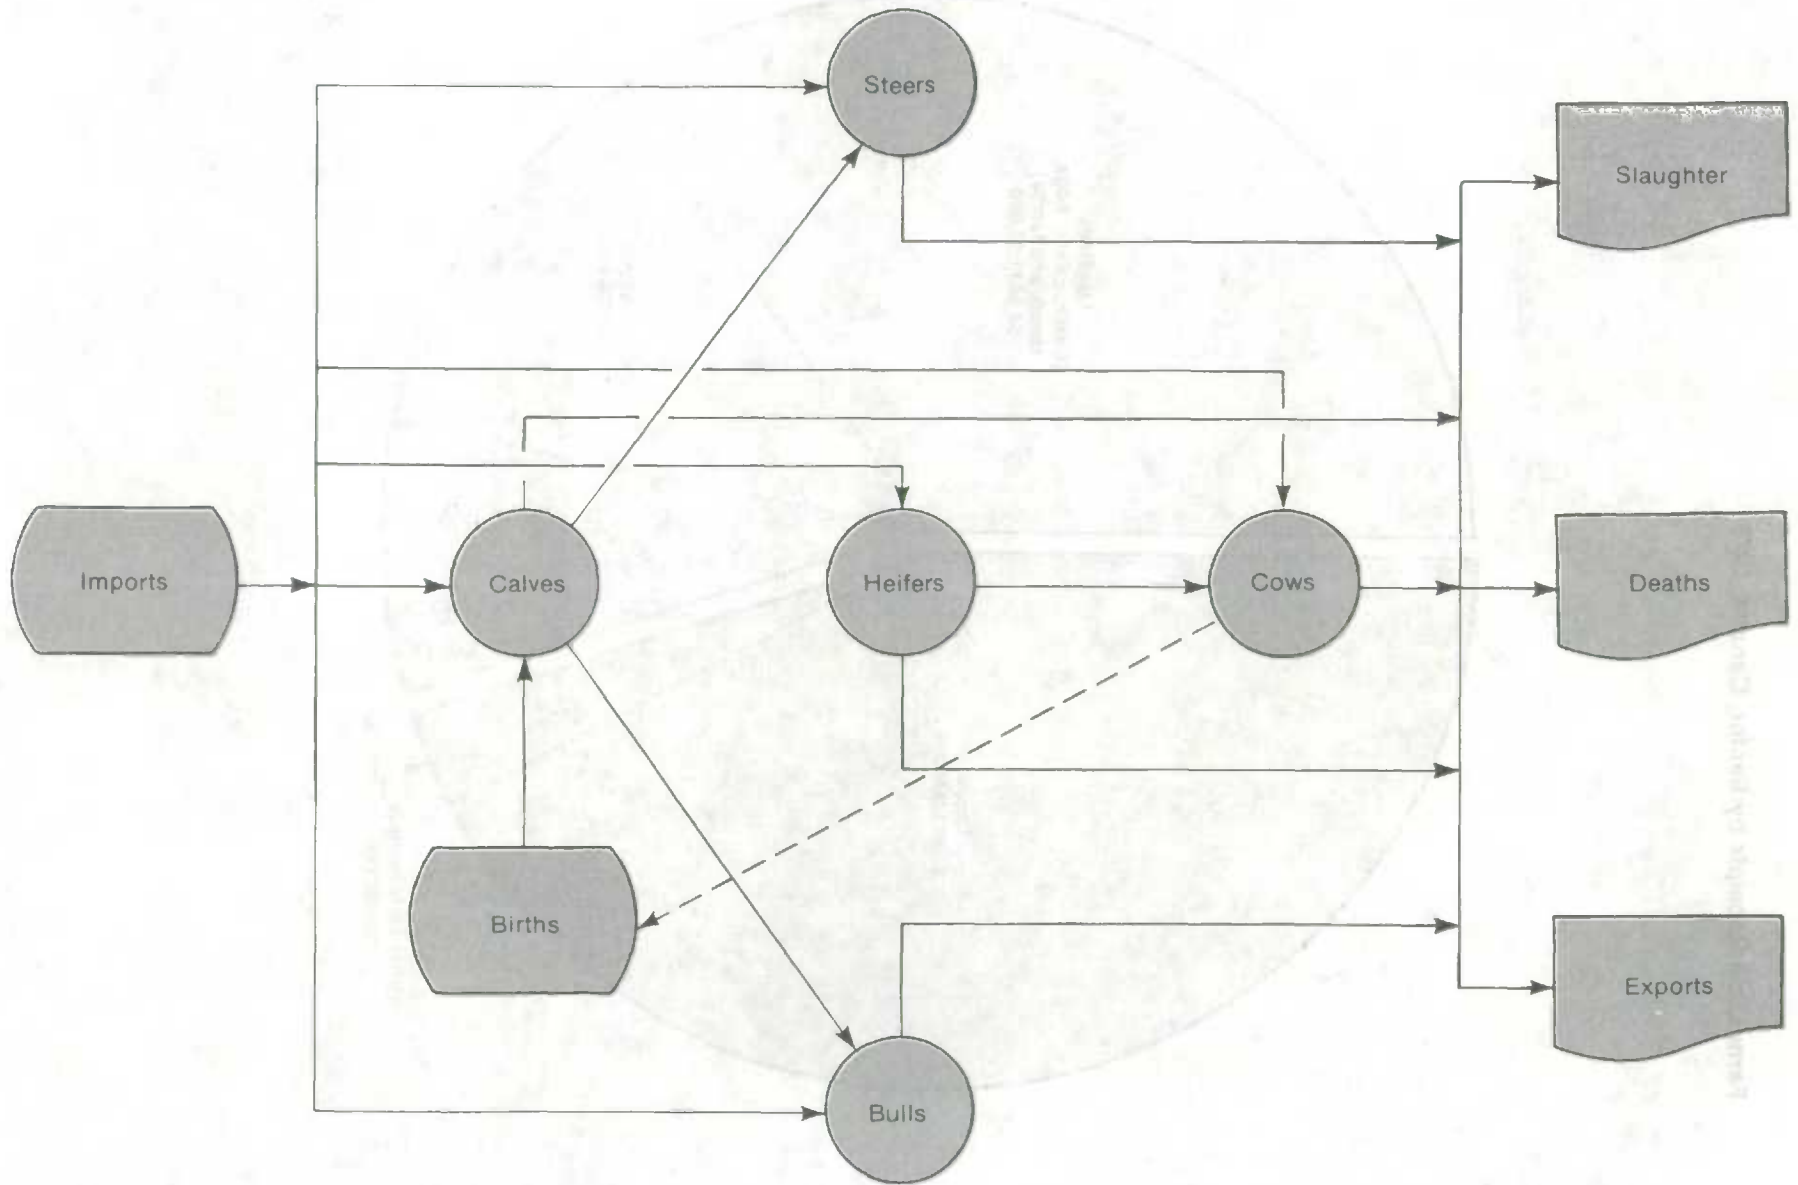 Steers
Slaughter
Imports
Calves
Heifers
Cows
Deaths
Births
Exports
Bulls